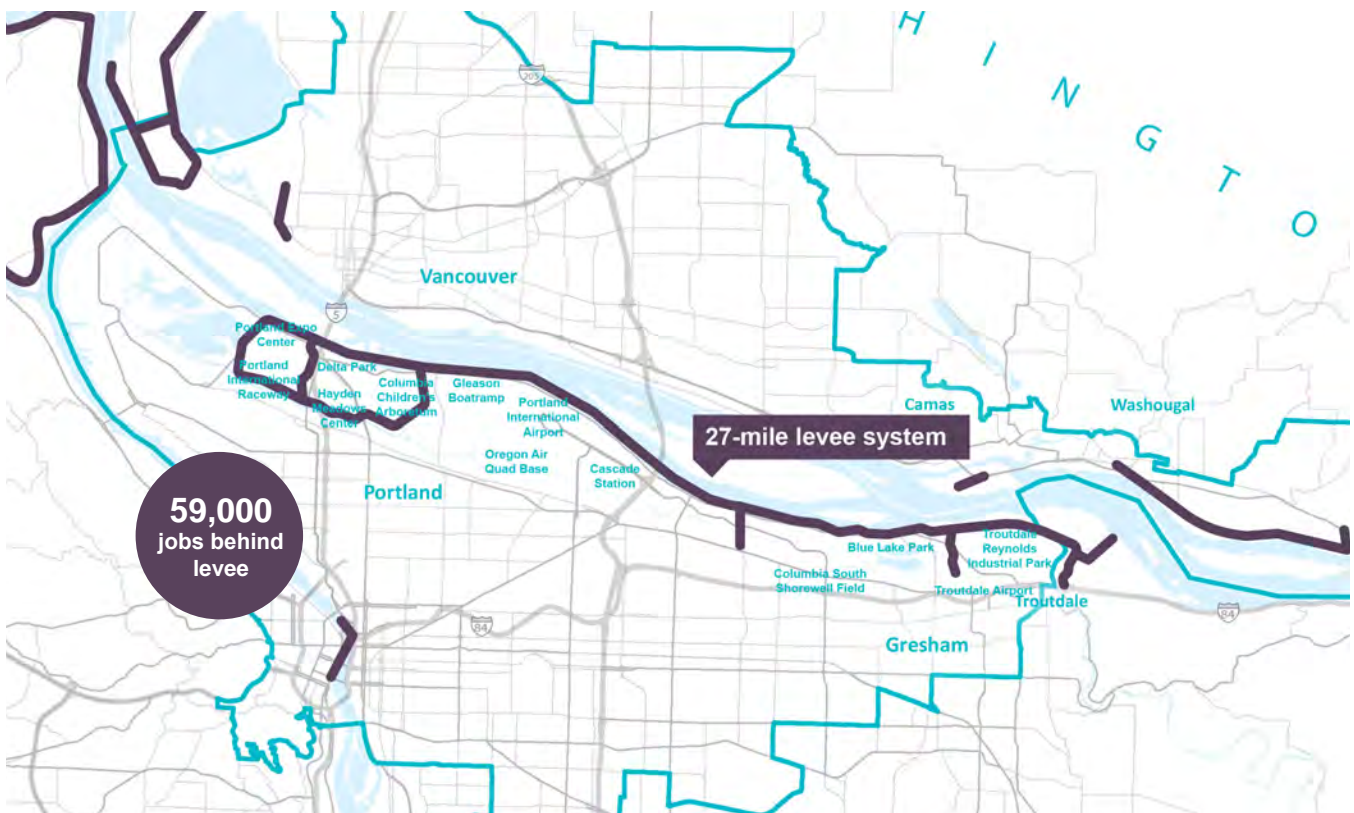 H I N G T O
205
Vancouver
5
Portland Expo
Center
Portland
International
Raceway
Delta Park
Hayden
Meadows
Center
Columbia
Children's
Arboretum
Gleason
Boatramp
Portland
International
Airport
Oregon Air
Quad Base
Cascade
Station
Camas
Washougal
27-mile levee system
Portland
59,000
jobs behind
levee
Blue Lake Park
Troutdale
Reynolds
Industrial Park
Columbia South
Shorewell Field
Troutdale Airport
Troutdale
84
84
Gresham